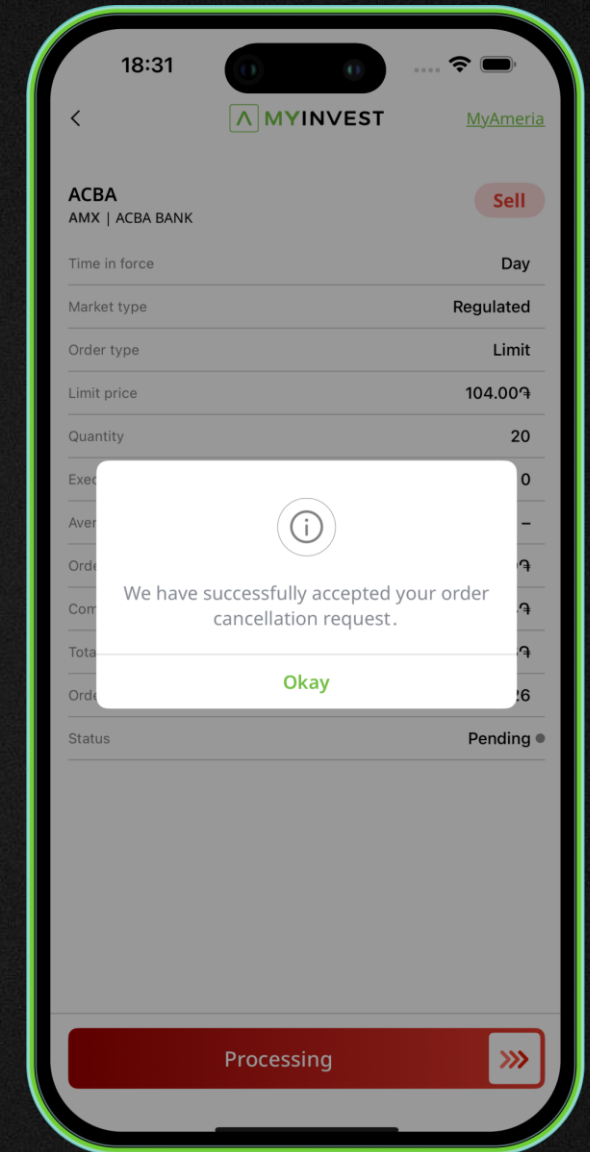 18:31
MYINVEST
MyAmeria
ACBA
Sell
AMX | ACBA BANK
Time in force Day
Market type Regulated
Order type Limit
Limit price 104.00֏
Quantity 20
0
–
We have successfully accepted your order
cancellation request.
Okay
Status Pending
Processing